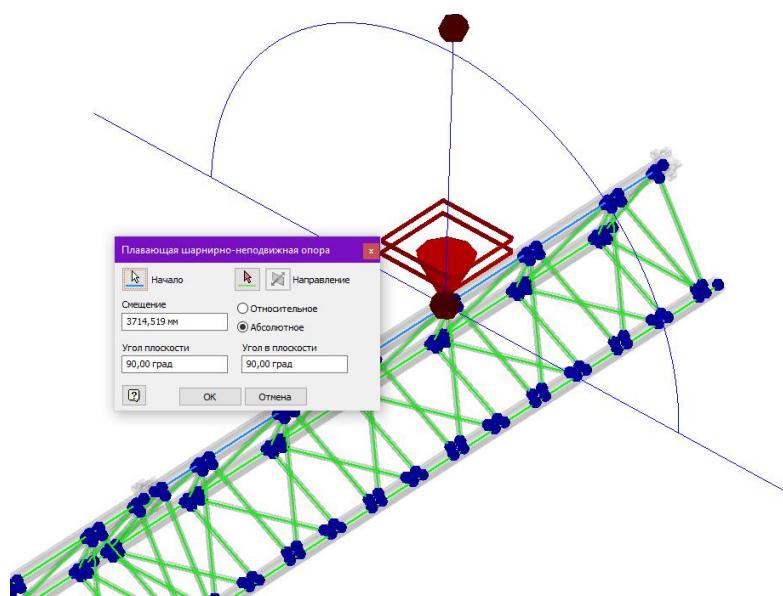 Плавающая шарнирно-неподвижная опора
Начало
Направление
Смещение
3714,519 мм
Относительное
Абсолютное
Угол плоскости
Угол в плоскости
90,00 град
90,00 град
ОК
Отмена